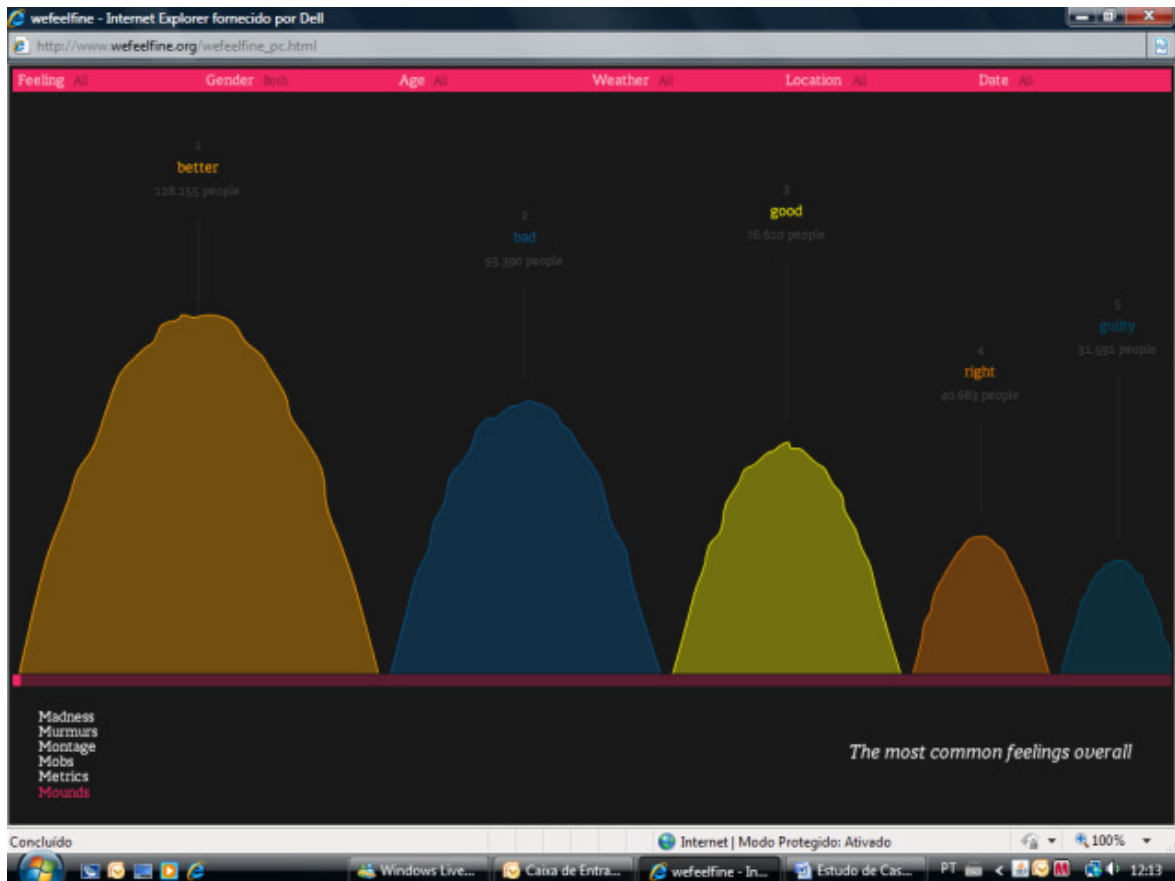 wefeelfine - Internet Explorer fornecido por Dell
http://www.wefeelfine.org/wefeelfine_pc.html
Feeling All Gender Both Age All Weather All Location All Date All
1
better
128.155 people
2
bad
93.390 people
3
good
76.620 people
4
right
40.683 people
5
guilty
31.591 people
Madness
Murmurs
Montage
Mobs
Metrics
Mounds
The most common feelings overall
Concluído Internet | Modo Protegido: Ativado 100%
Windows Live... Caixa de Entra... wefeelfine - In... Estudo de Cas... PT 12:13